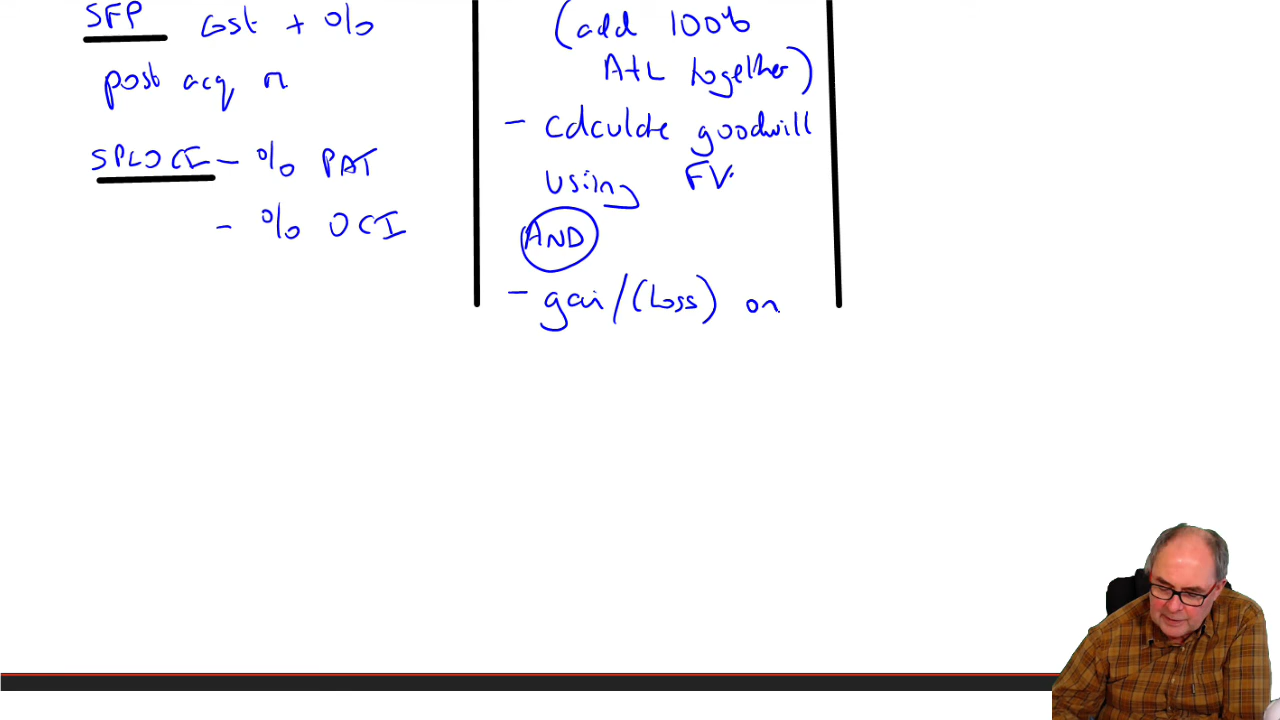 SFP Cost + %
post acq n
SPLOCI - % PAT
- % OCI
(add 100%
A+L together)
- calculate goodwill
using FV.
AND
- gain/(loss) on